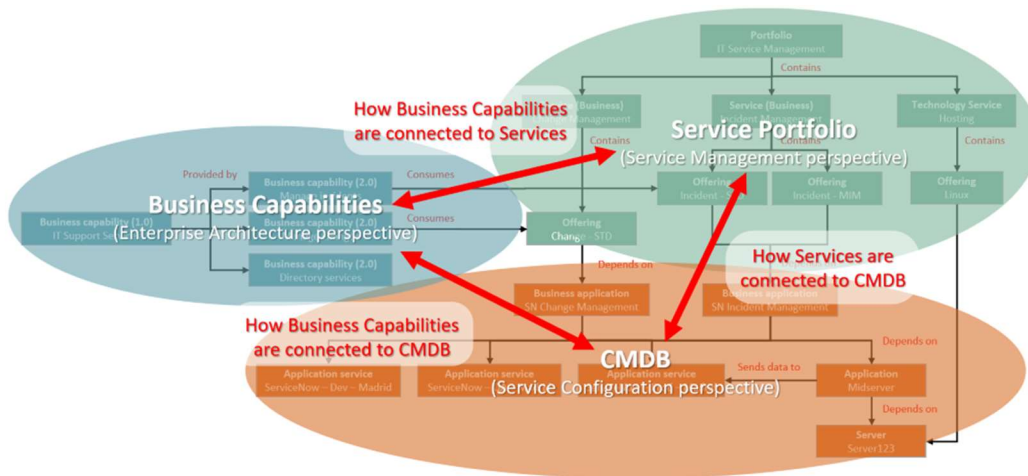 Portfolio
IT Service Management
Contains
(Business)
Management
Service (Business)
Incident Management
Technology Service
Hosting
How Business Capabilities
are connected to Services
Service Portfolio
(Service Management perspective)
Contains
Contains
Contains
Provided by
Business capability (2.0)
Consumes
Offering
Incident -
Offering
Incident - MIM
Offering
Linux
Business Capabilities
(Enterprise Architecture perspective)
Business capability (1.0)
IT Support
Business capability (2.0)
Consumes
Offering
Change - STD
Business capability (2.0)
Directory services
Depends on
How Services are
connected to CMDB
Business application
SN Change Management
Business application
SN Incident Management
How Business Capabilities
are connected to CMDB
CMDB
(Service Configuration perspective)
Depends on
Application service
ServiceNow – Dev – Madrid
Application service
ServiceNow –
Application service
Sends data to
Application
Midserver
Depends on
Server
Server123